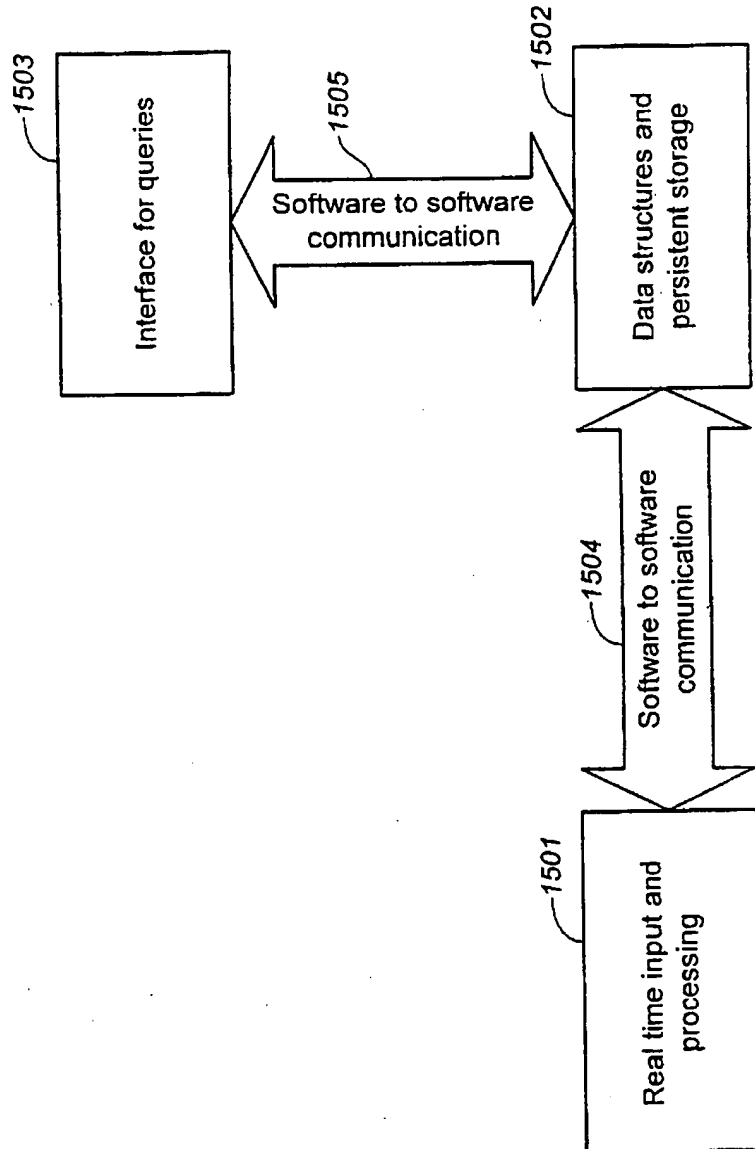 1503
Interface for queries
1505
Software to software
communication
1502
Data structures and
persistent storage
1504
Software to software
communication
1501
Real time input and
processing